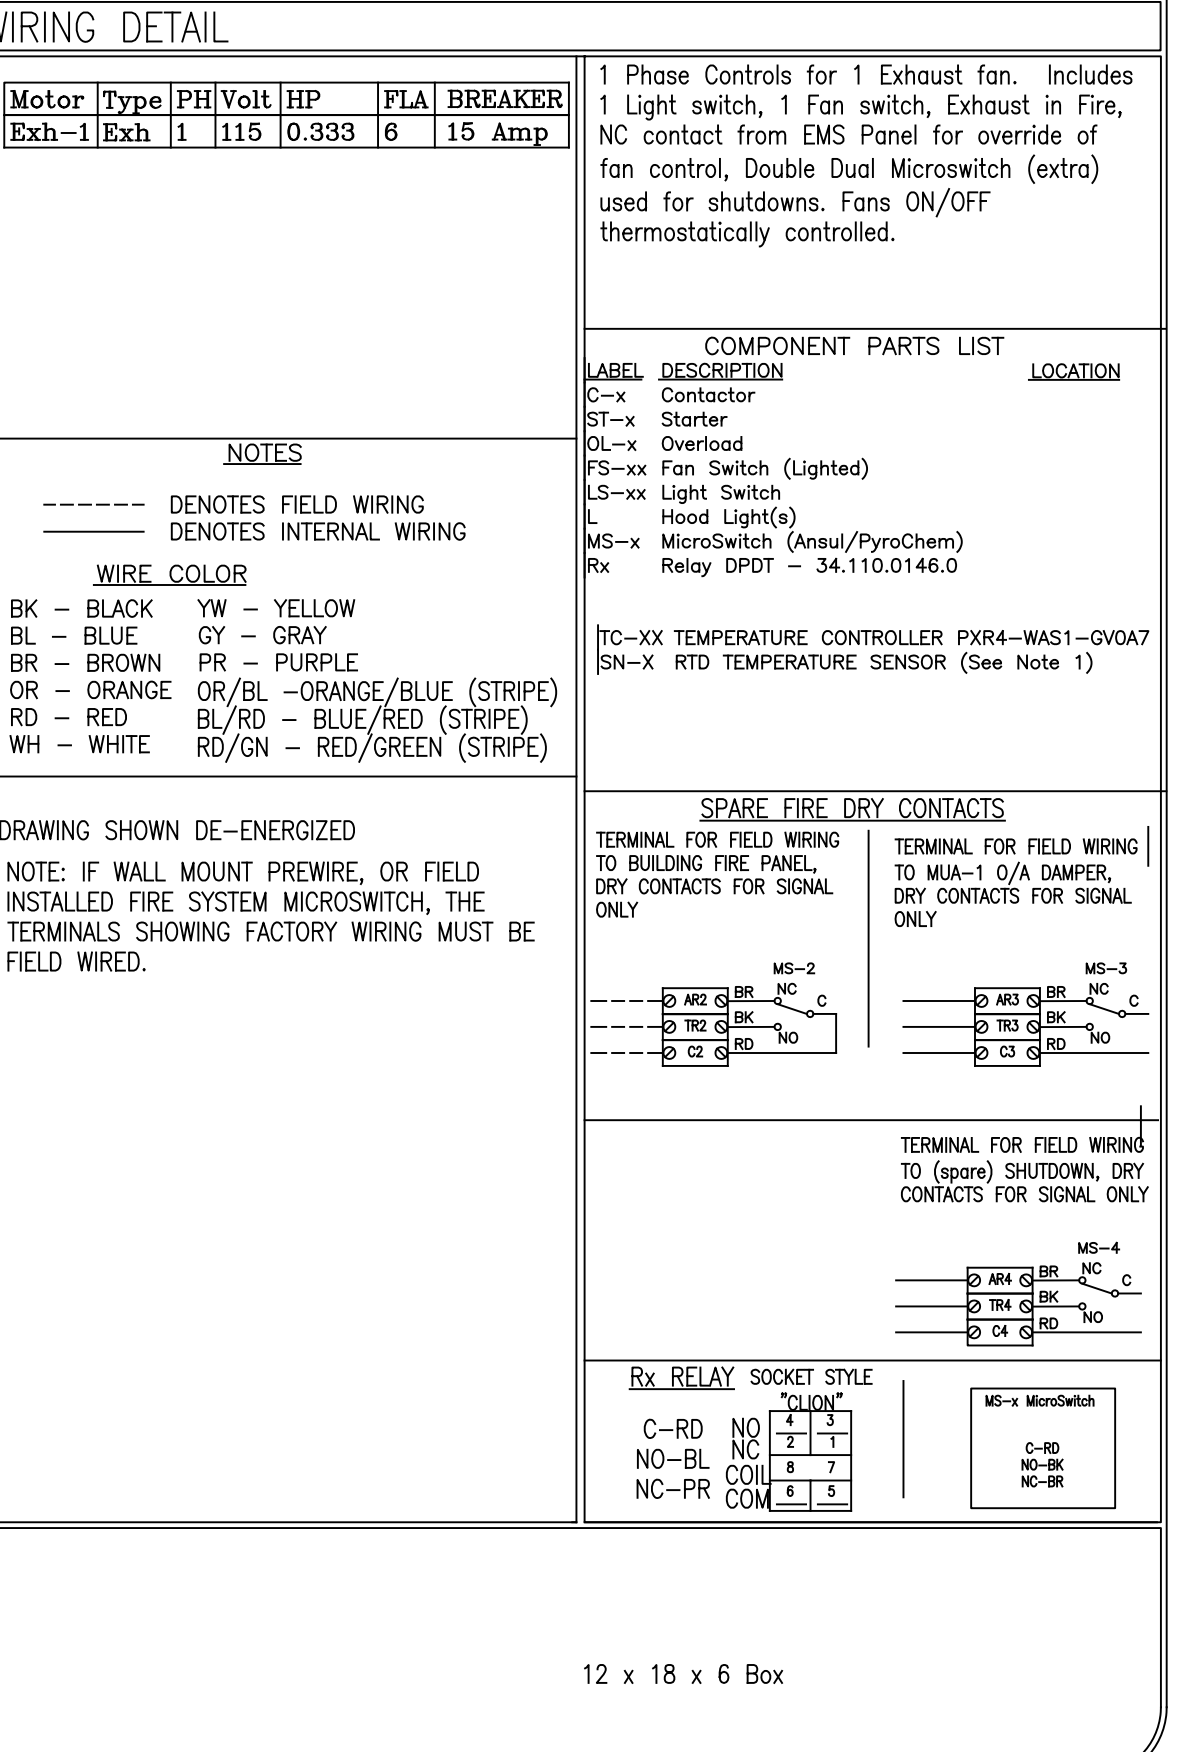 WIRING DETAIL
Motor Type PH Volt HP FLA BREAKER
Exh-1 Exh 1 115 0.333 6 15 Amp
1 Phase Controls for 1 Exhaust fan. Includes
1 Light switch, 1 Fan switch, Exhaust in Fire,
NC contact from EMS Panel for override of
fan control, Double Dual Microswitch (extra)
used for shutdowns. Fans ON/OFF
thermostatically controlled.
COMPONENT PARTS LIST
LABEL DESCRIPTION LOCATION
C-x Contactor
ST-x Starter
OL-x Overload
FS-xx Fan Switch (Lighted)
LS-xx Light Switch
L Hood Light(s)
MS-x MicroSwitch (Ansul/PyroChem)
Rx Relay DPDT - 34.110.0146.0
TC-XX TEMPERATURE CONTROLLER PXR4-WAS1-GV0A7
SN-X RTD TEMPERATURE SENSOR (See Note 1)
NOTES
------ DENOTES FIELD WIRING
DENOTES INTERNAL WIRING
WIRE COLOR
BK - BLACK YW - YELLOW
BL - BLUE GY - GRAY
BR - BROWN PR - PURPLE
OR - ORANGE OR/BL -ORANGE/BLUE (STRIPE)
RD - RED BL/RD - BLUE/RED (STRIPE)
WH - WHITE RD/GN - RED/GREEN (STRIPE)
DRAWING SHOWN DE-ENERGIZED
NOTE: IF WALL MOUNT PREWIRE, OR FIELD
INSTALLED FIRE SYSTEM MICROSWITCH, THE
TERMINALS SHOWING FACTORY WIRING MUST BE
FIELD WIRED.
SPARE FIRE DRY CONTACTS
TERMINAL FOR FIELD WIRING
TO BUILDING FIRE PANEL,
DRY CONTACTS FOR SIGNAL
ONLY
MS-2
AR2 BR NC C
TR2 BK NO
C2 RD
TERMINAL FOR FIELD WIRING
TO MUA-1 O/A DAMPER,
DRY CONTACTS FOR SIGNAL
ONLY
MS-3
AR3 BR NC C
TR3 BK NO
C3 RD
TERMINAL FOR FIELD WIRING
TO (spare) SHUTDOWN, DRY
CONTACTS FOR SIGNAL ONLY
MS-4
AR4 BR NC C
TR4 BK NO
C4 RD
Rx RELAY SOCKET STYLE
"CLION"
C-RD NO 4 3
NO-BL NC 2 1
NC-PR COIL 8 7
COM 6 5
MS-x MicroSwitch
C-RD
NO-BK
NC-BR
12 x 18 x 6 Box